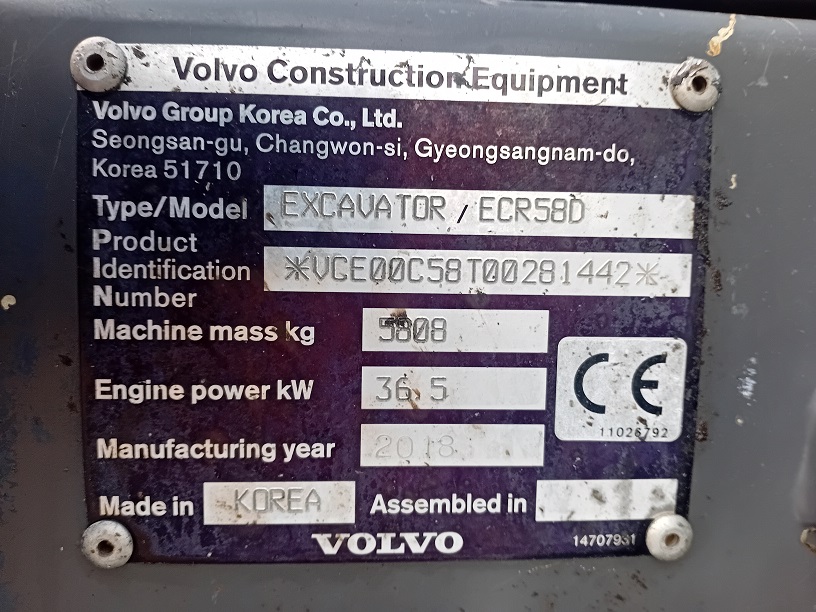 Volvo Construction Equipment
Volvo Group Korea Co., Ltd.
Seongsan-gu, Changwon-si, Gyeongsangnam-do,
Korea 51710
Type/Model EXCAVATOR / ECR58D
Product
Identification *VCE00C58T00281442*
Number
Machine mass kg 5808
Engine power kW 36.5
CE
11026792
Manufacturing year 2018
Made in KOREA Assembled in
VOLVO 14707931